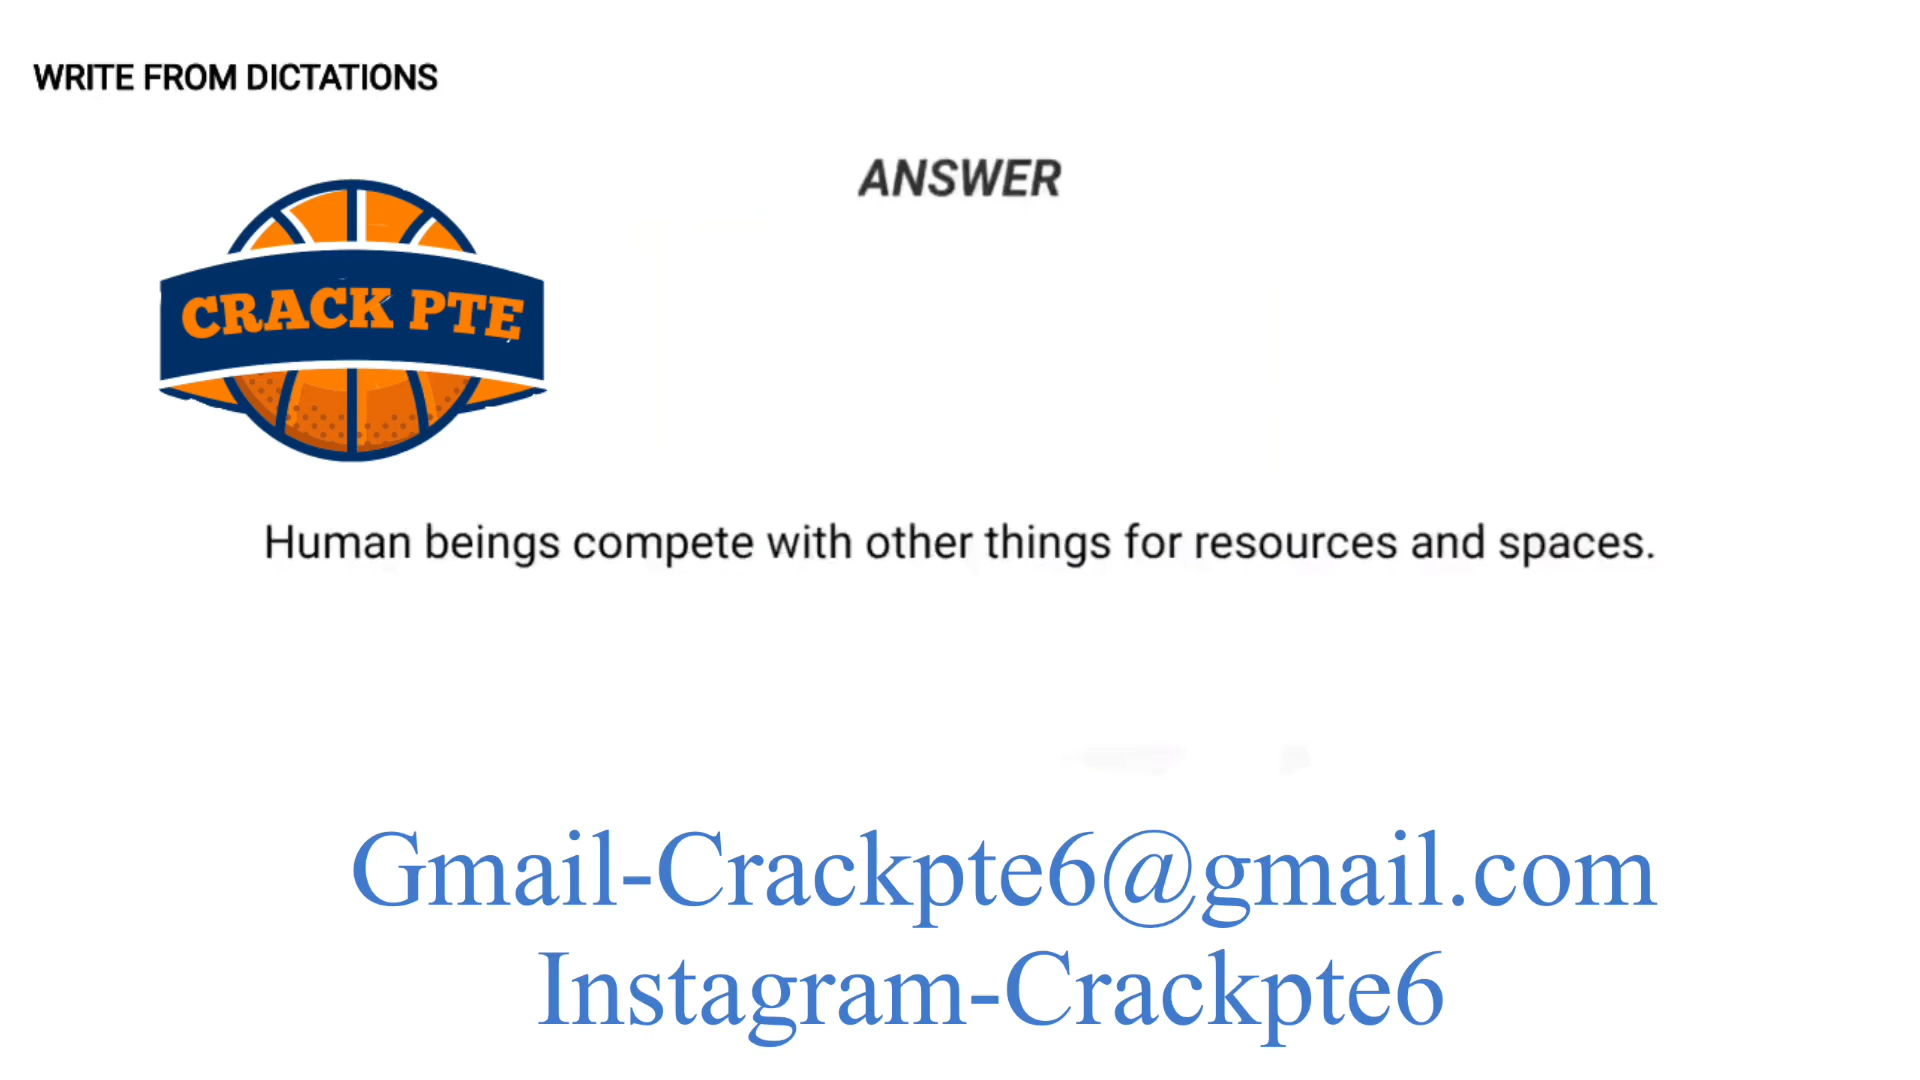 WRITE FROM DICTATIONS
ANSWER
CRACK PTE
Human beings compete with other things for resources and spaces.
Gmail-Crackpte6@gmail.com
Instagram-Crackpte6